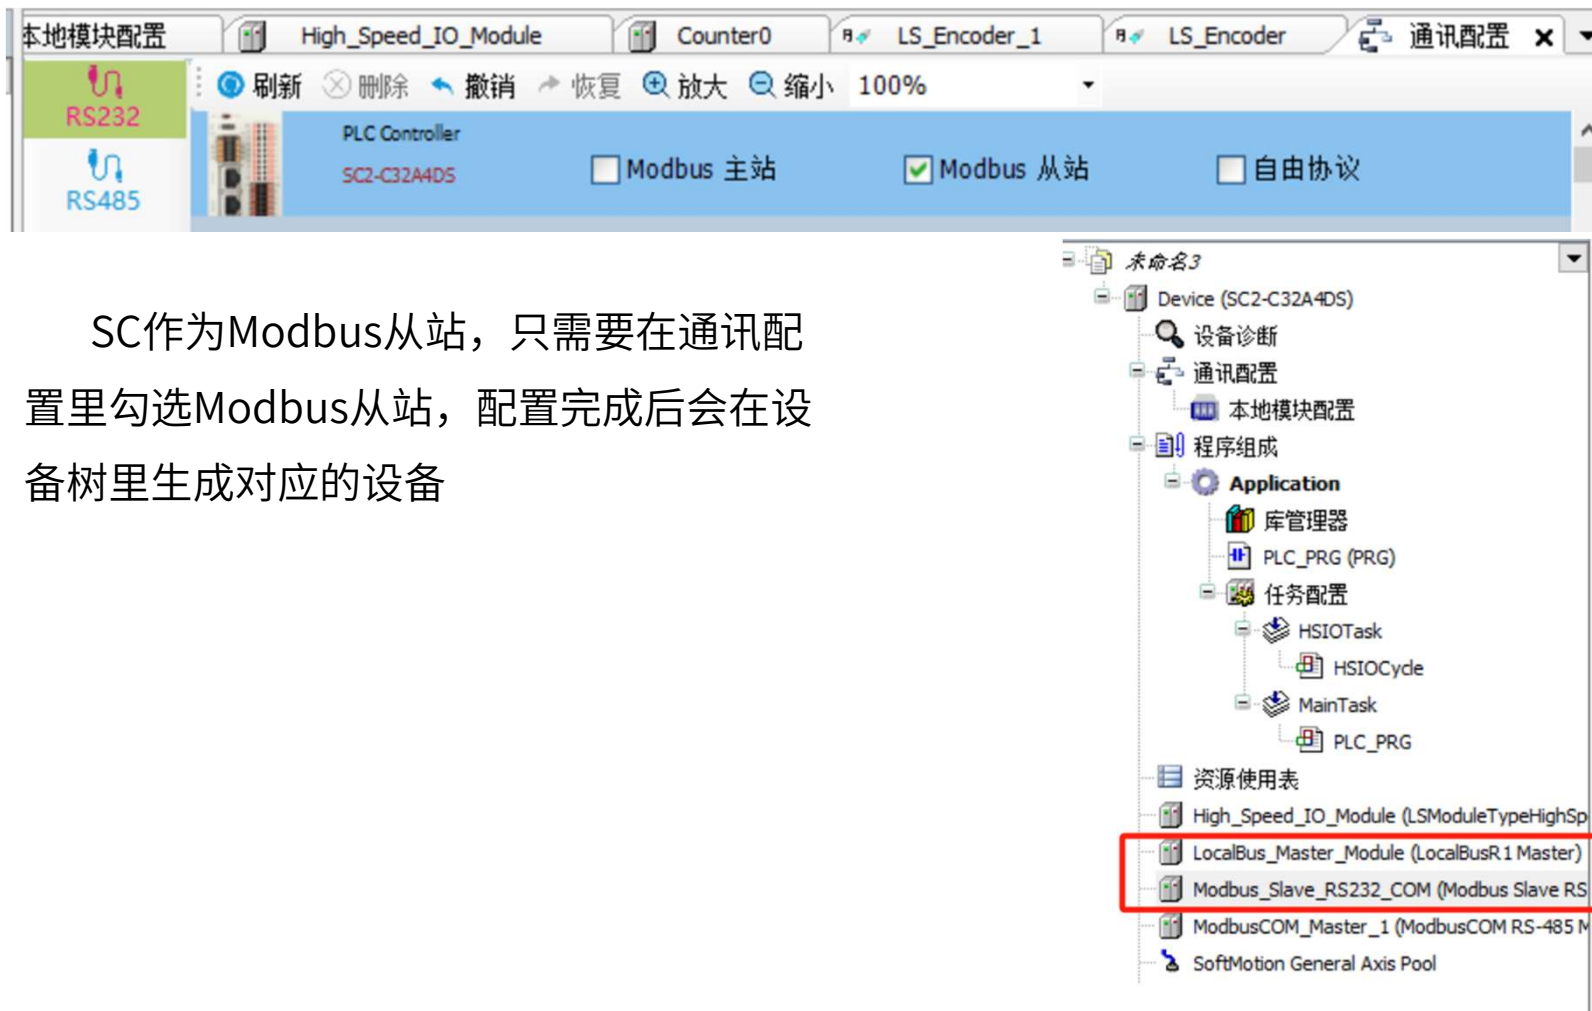 本地模块配置 High_Speed_IO_Module Counter0 LS_Encoder_1 LS_Encoder 通讯配置
RS232
RS485
刷新 删除 撤销 恢复 放大 缩小 100%
PLC Controller
SC2-C32A4DS
Modbus 主站 Modbus 从站 自由协议
SC作为Modbus从站，只需要在通讯配
置里勾选Modbus从站，配置完成后会在设
备树里生成对应的设备
未命名3
Device (SC2-C32A4DS)
设备诊断
通讯配置
本地模块配置
程序组成
Application
库管理器
PLC_PRG (PRG)
任务配置
HSIOTask
HSIOCycle
MainTask
PLC_PRG
资源使用表
High_Speed_IO_Module (LSModuleTypeHighSp
LocalBus_Master_Module (LocalBusR1 Master)
Modbus_Slave_RS232_COM (Modbus Slave RS
ModbusCOM_Master_1 (ModbusCOM RS-485 M
SoftMotion General Axis Pool